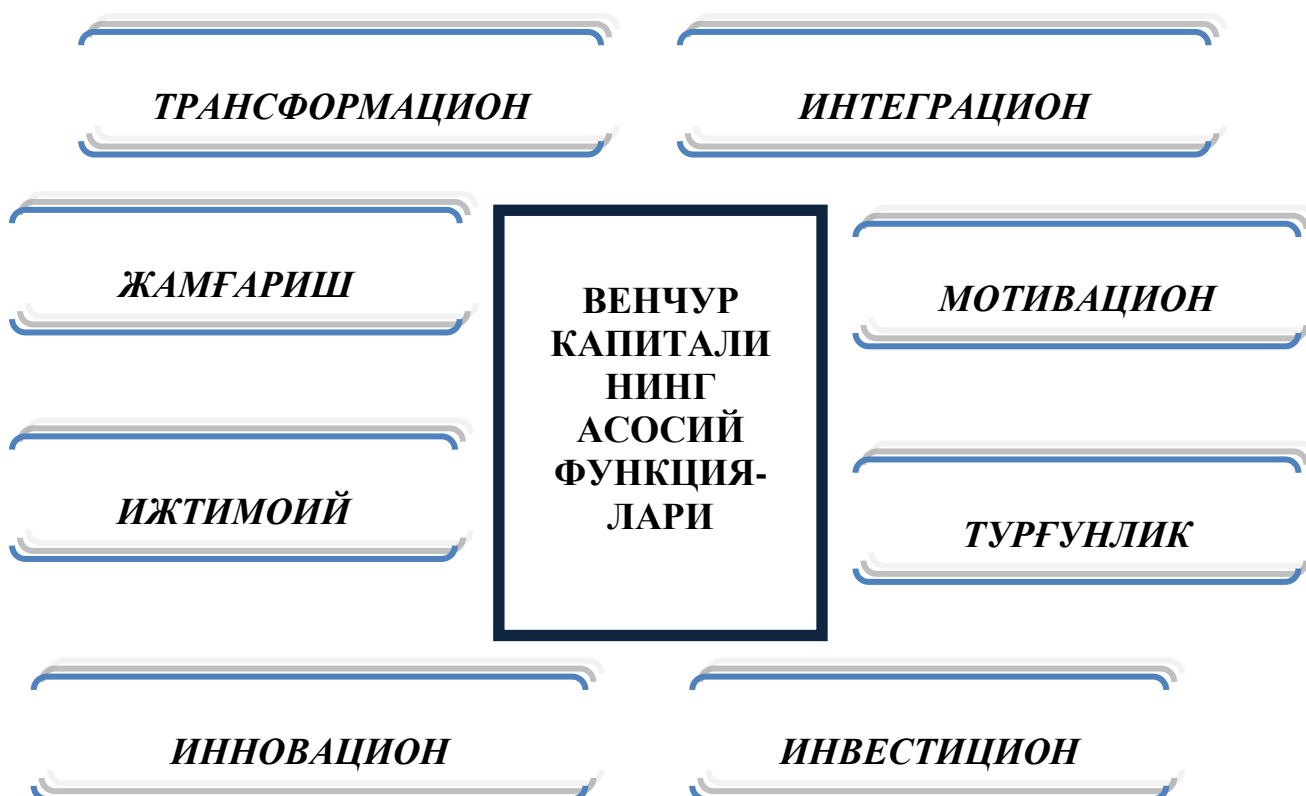 ТРАНСФОРМАЦИОН
ИНТЕГРАЦИОН
ЖАМҒАРИШ
ВЕНЧУР
КАПИТАЛИ
НИНГ
АСОСИЙ
ФУНКЦИЯ-
ЛАРИ
МОТИВАЦИОН
ИЖТИМОИЙ
ТУРҒУНЛИК
ИННОВАЦИОН
ИНВЕСТИЦИОН